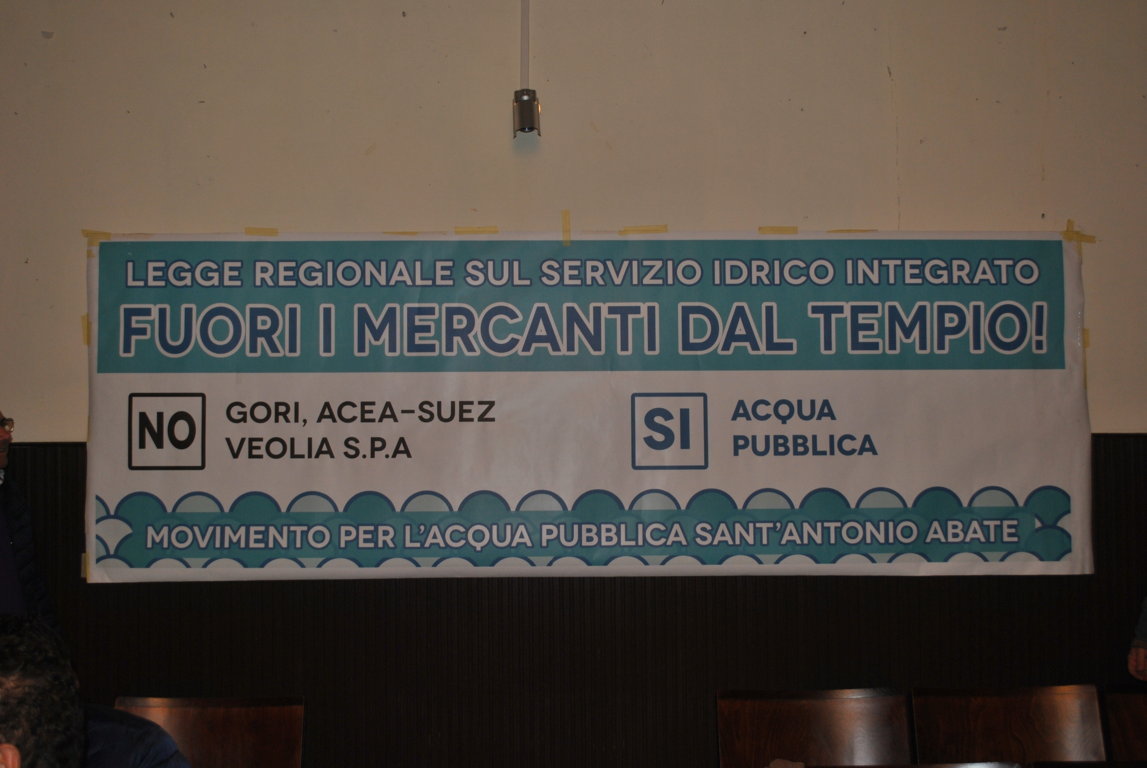 LEGGE REGIONALE SUL SERVIZIO IDRICO INTEGRATO
FUORI I MERCANTI DAL TEMPIO!
NO GORI, ACEA-SUEZ
VEOLIA S.P.A
SI ACQUA
PUBBLICA
MOVIMENTO PER L'ACQUA PUBBLICA SANT'ANTONIO ABATE